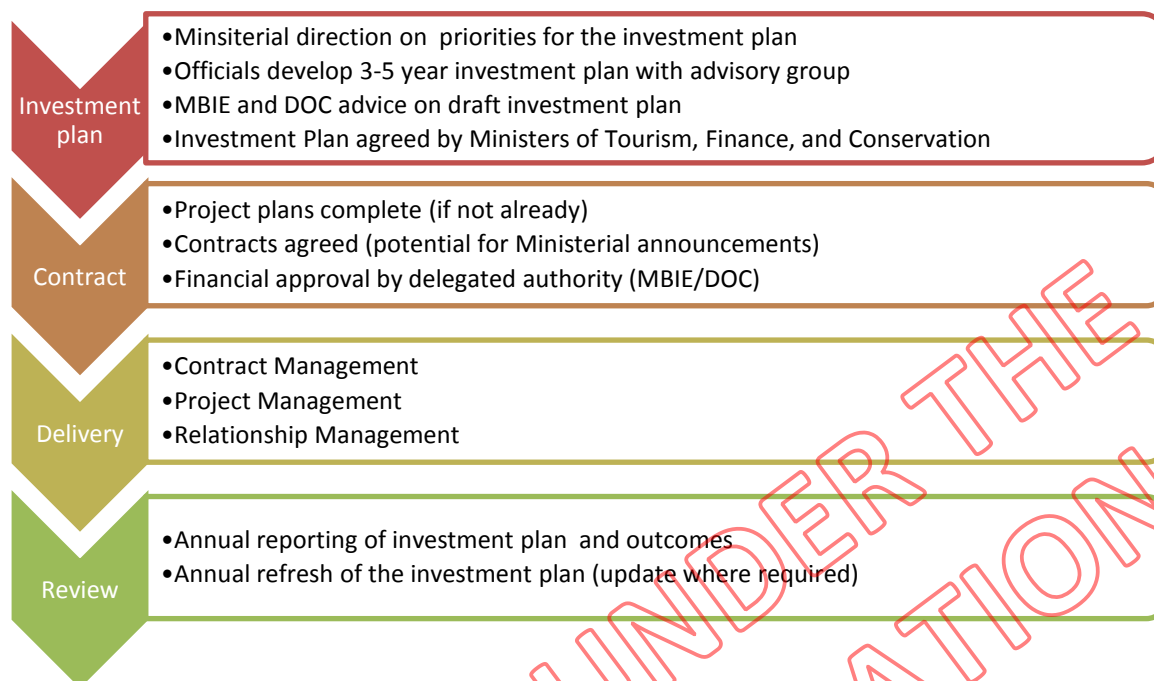 Investment
plan
•Minsiterial direction on priorities for the investment plan
•Officials develop 3-5 year investment plan with advisory group
•MBIE and DOC advice on draft investment plan
•Investment Plan agreed by Ministers of Tourism, Finance, and Conservation
Contract
•Project plans complete (if not already)
•Contracts agreed (potential for Ministerial announcements)
•Financial approval by delegated authority (MBIE/DOC)
Delivery
•Contract Management
•Project Management
•Relationship Management
Review
•Annual reporting of investment plan and outcomes
•Annual refresh of the investment plan (update where required)
UNDER THE
ATION